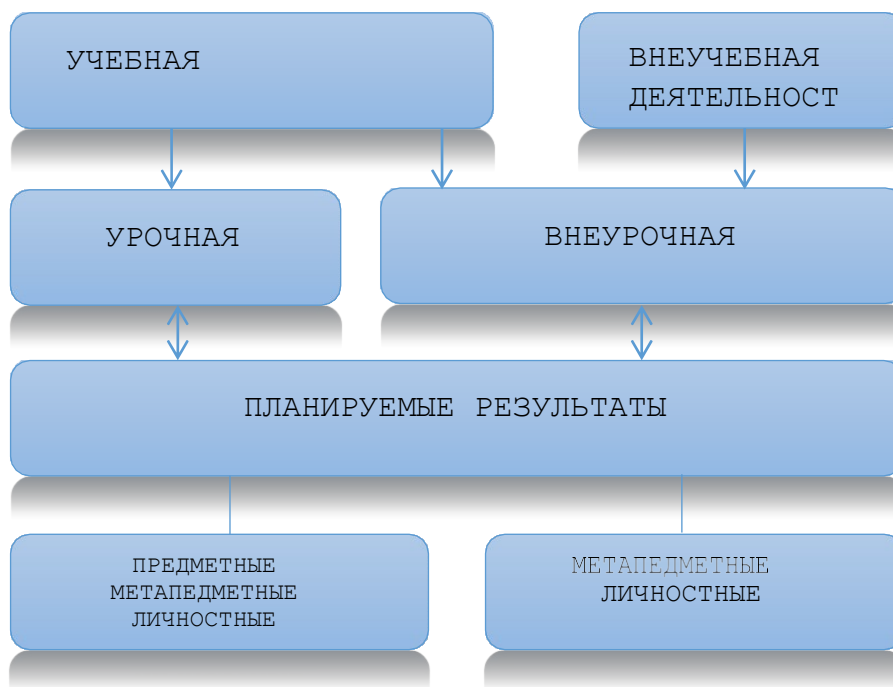 УЧЕБНАЯ
ВНЕУЧЕБНАЯ
ДЕЯТЕЛЬНОСТ
УРОЧНАЯ
ВНЕУРОЧНАЯ
ПЛАНИРУЕМЫЕ РЕЗУЛЬТАТЫ
ПРЕДМЕТНЫЕ
МЕТАПЕДМЕТНЫЕ
ЛИЧНОСТНЫЕ
МЕТАПЕДМЕТНЫЕ
ЛИЧНОСТНЫЕ